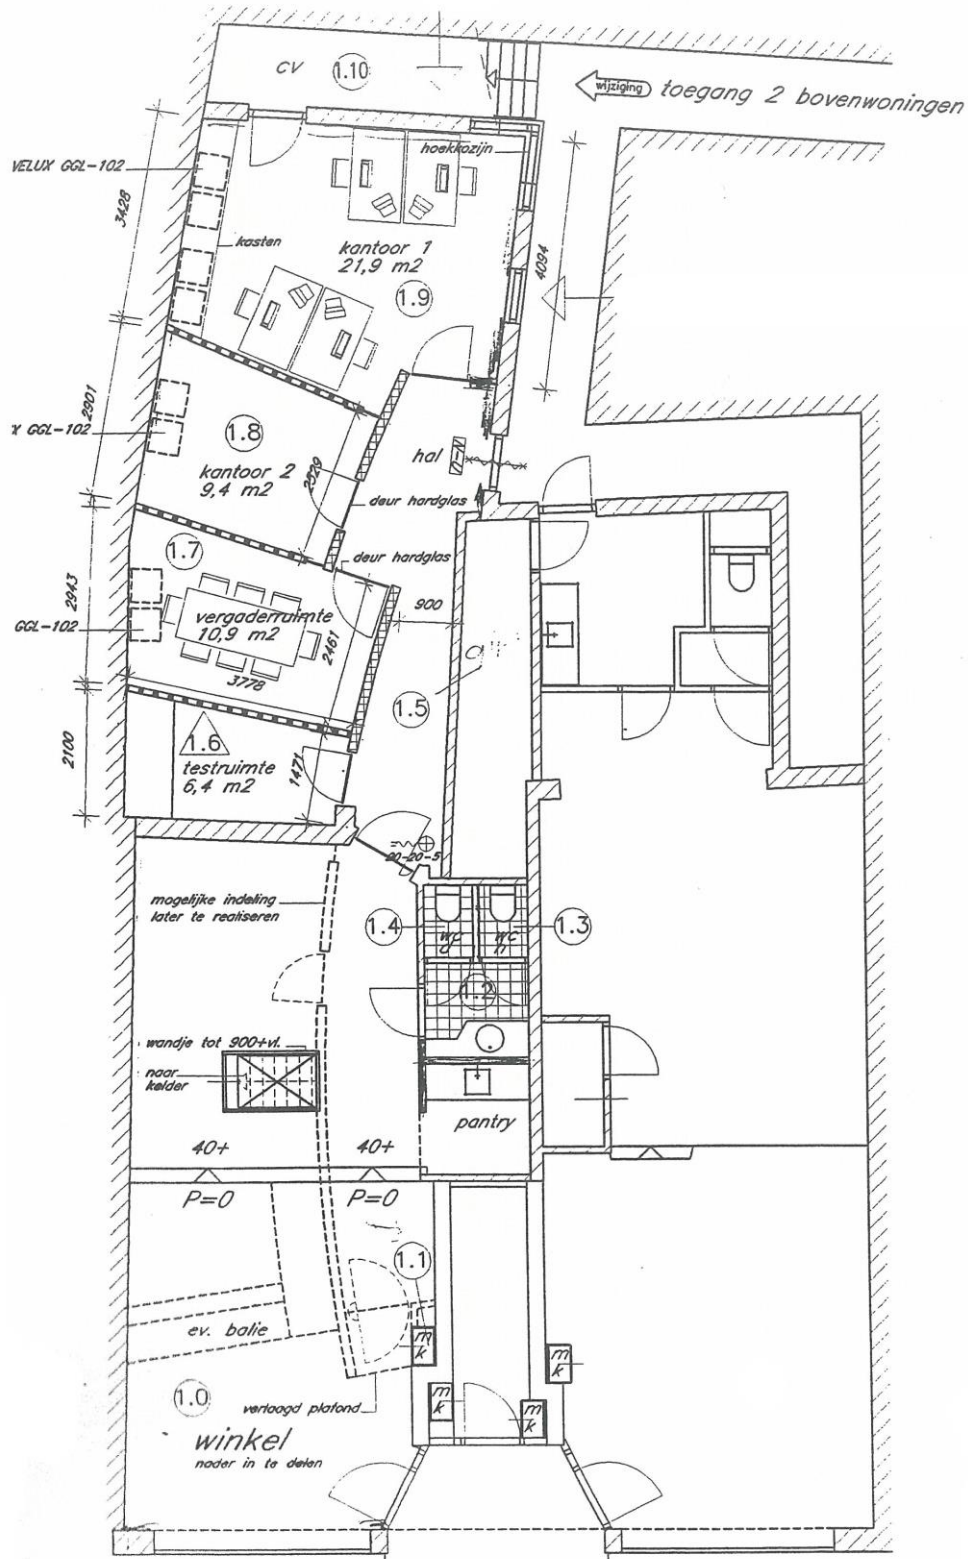 CV
1.10
wijziging
toegang 2 bovenwoningen
VELUX GGL-102
hoekkozijn
3428
kasten
kantoor 1
21,9 m2
1.9
4094
2901
1.8
GGL-102
kantoor 2
9,4 m2
2529
hal
deur hardglas
1.7
deur hardglas
2943
GGL-102
vergaderruimte
10,9 m2
900
2461
3778
1.5
1.6
testruimte
6,4 m2
2100
1471
20-20-5
mogelijke indeling
later te realiseren
1.4
wc
wc
1.3
1.2
wandje tot 900+vl.
naar
kelder
pantry
40+
40+
P=0
P=0
1.1
ev. balie
m
k
m
k
m
k
m
k
1.0
verlaagd plafond
winkel
nader in te delen